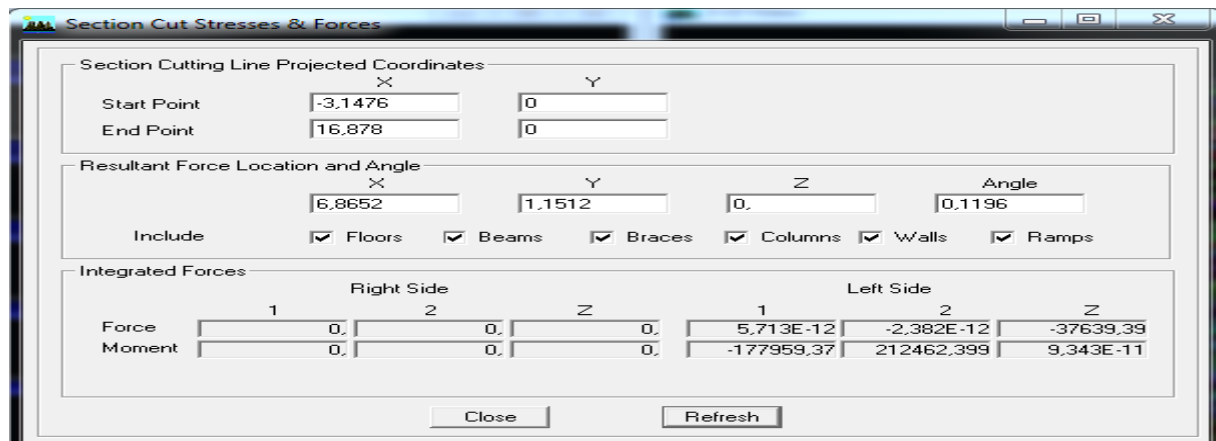 Section Cut Stresses & Forces
Section Cutting Line Projected Coordinates
X Y
Start Point -3,1476 0
End Point 16,878 0
Resultant Force Location and Angle
X Y Z Angle
6,8652 1,1512 0, 0,1196
Include Floors Beams Braces Columns Walls Ramps
Integrated Forces
Right Side Left Side
1 2 Z 1 2 Z
Force 0, 0, 0, 5,713E-12 -2,382E-12 -37639,39
Moment 0, 0, 0, -177959,37 212462,399 9,343E-11
Close Refresh